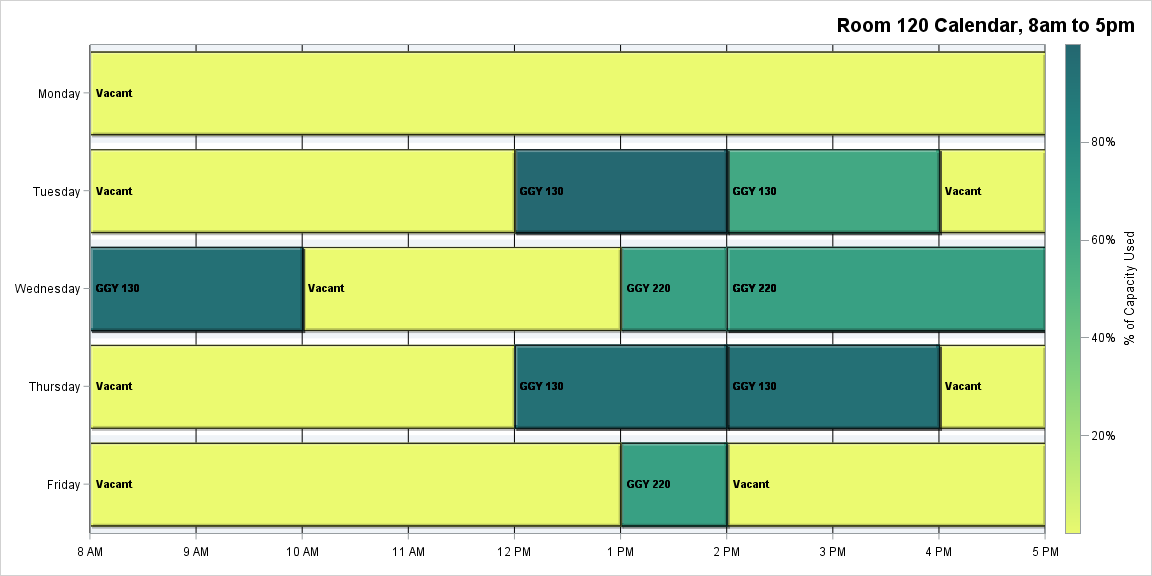 Room 120 Calendar, 8am to 5pm
Monday
Vacant
Tuesday
Vacant
GGY 130
GGY 130
Vacant
Wednesday
GGY 130
Vacant
GGY 220
GGY 220
Thursday
Vacant
GGY 130
GGY 130
Vacant
Friday
Vacant
GGY 220
Vacant
8 AM
9 AM
10 AM
11 AM
12 PM
1 PM
2 PM
3 PM
4 PM
5 PM
80%
60%
40%
20%
% of Capacity Used